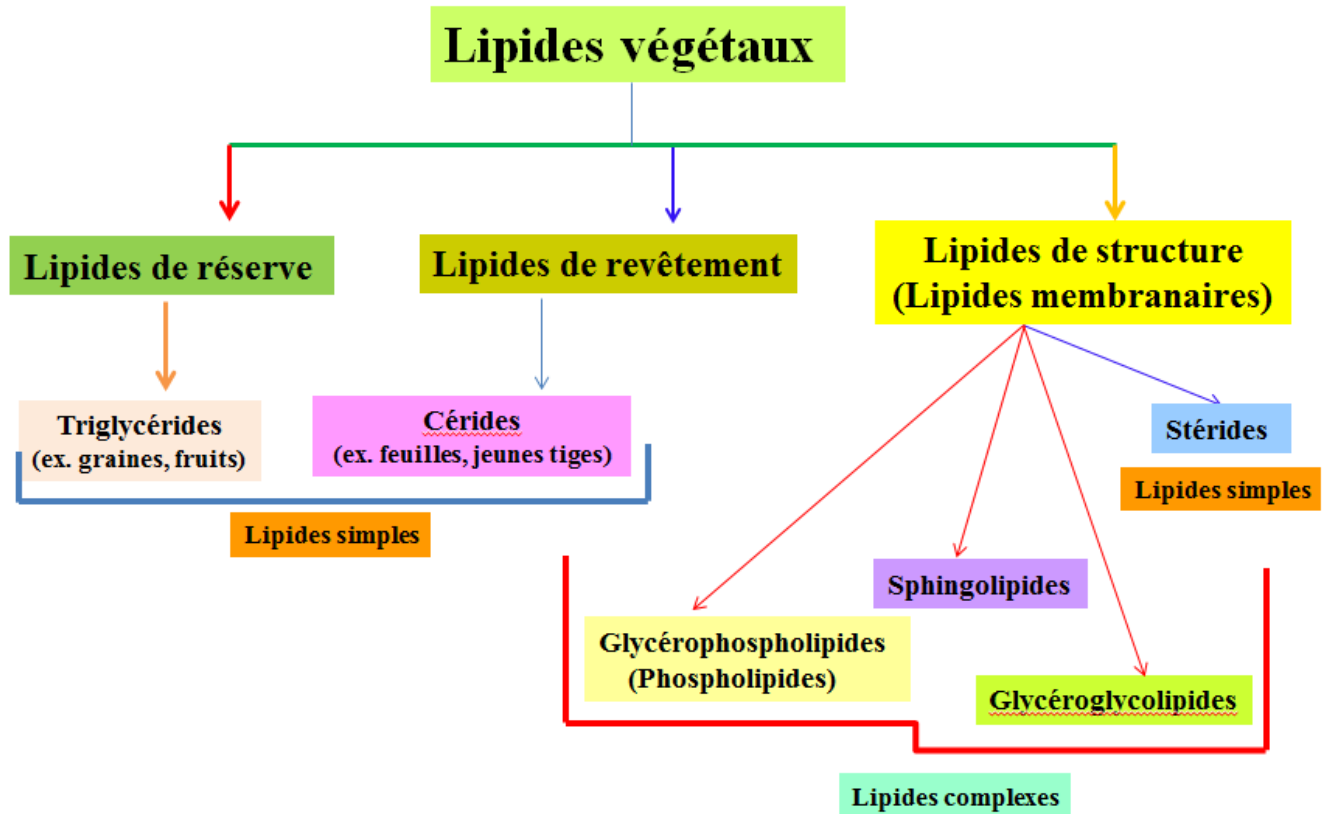 Lipides végétaux
Lipides de réserve
Lipides de revêtement
Lipides de structure
(Lipides membranaires)
Triglycérides
(ex. graines, fruits)
Cérides
(ex. feuilles, jeunes tiges)
Stérides
Lipides simples
Lipides simples
Sphingolipides
Glycérophospholipides
(Phospholipides)
Glycéroglycolipides
Lipides complexes